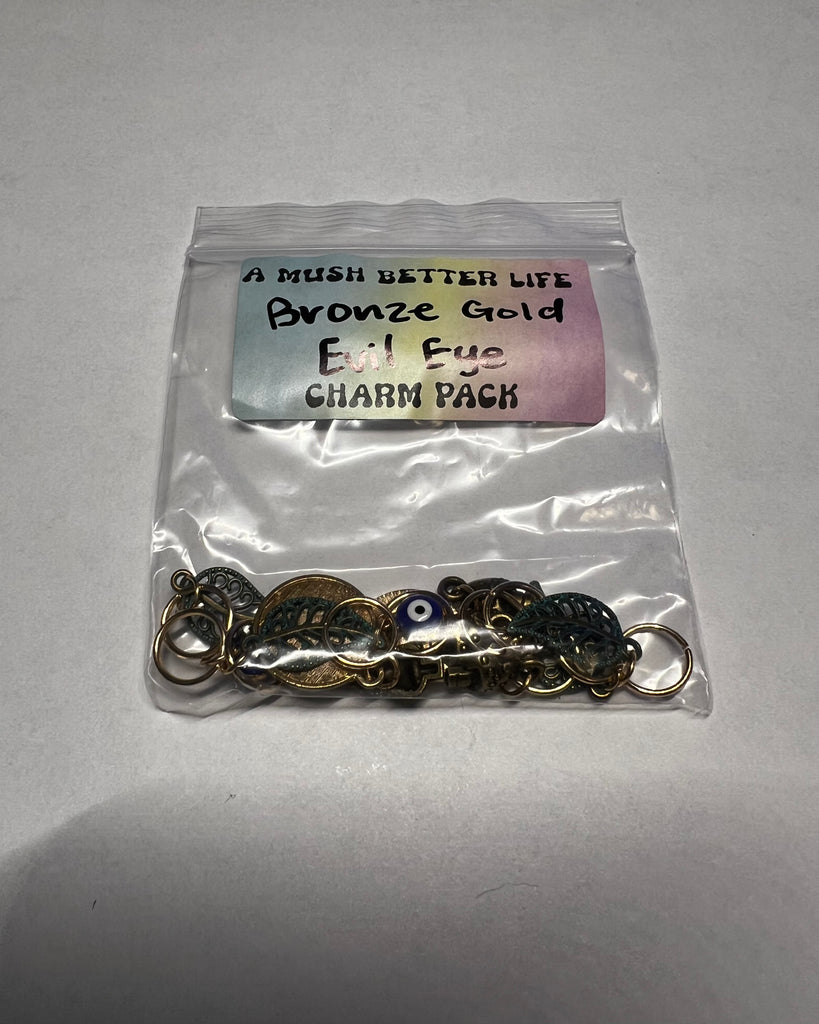 A MUSH BETTER LIFE
Bronze Gold
Evil Eye
CHARM PACK